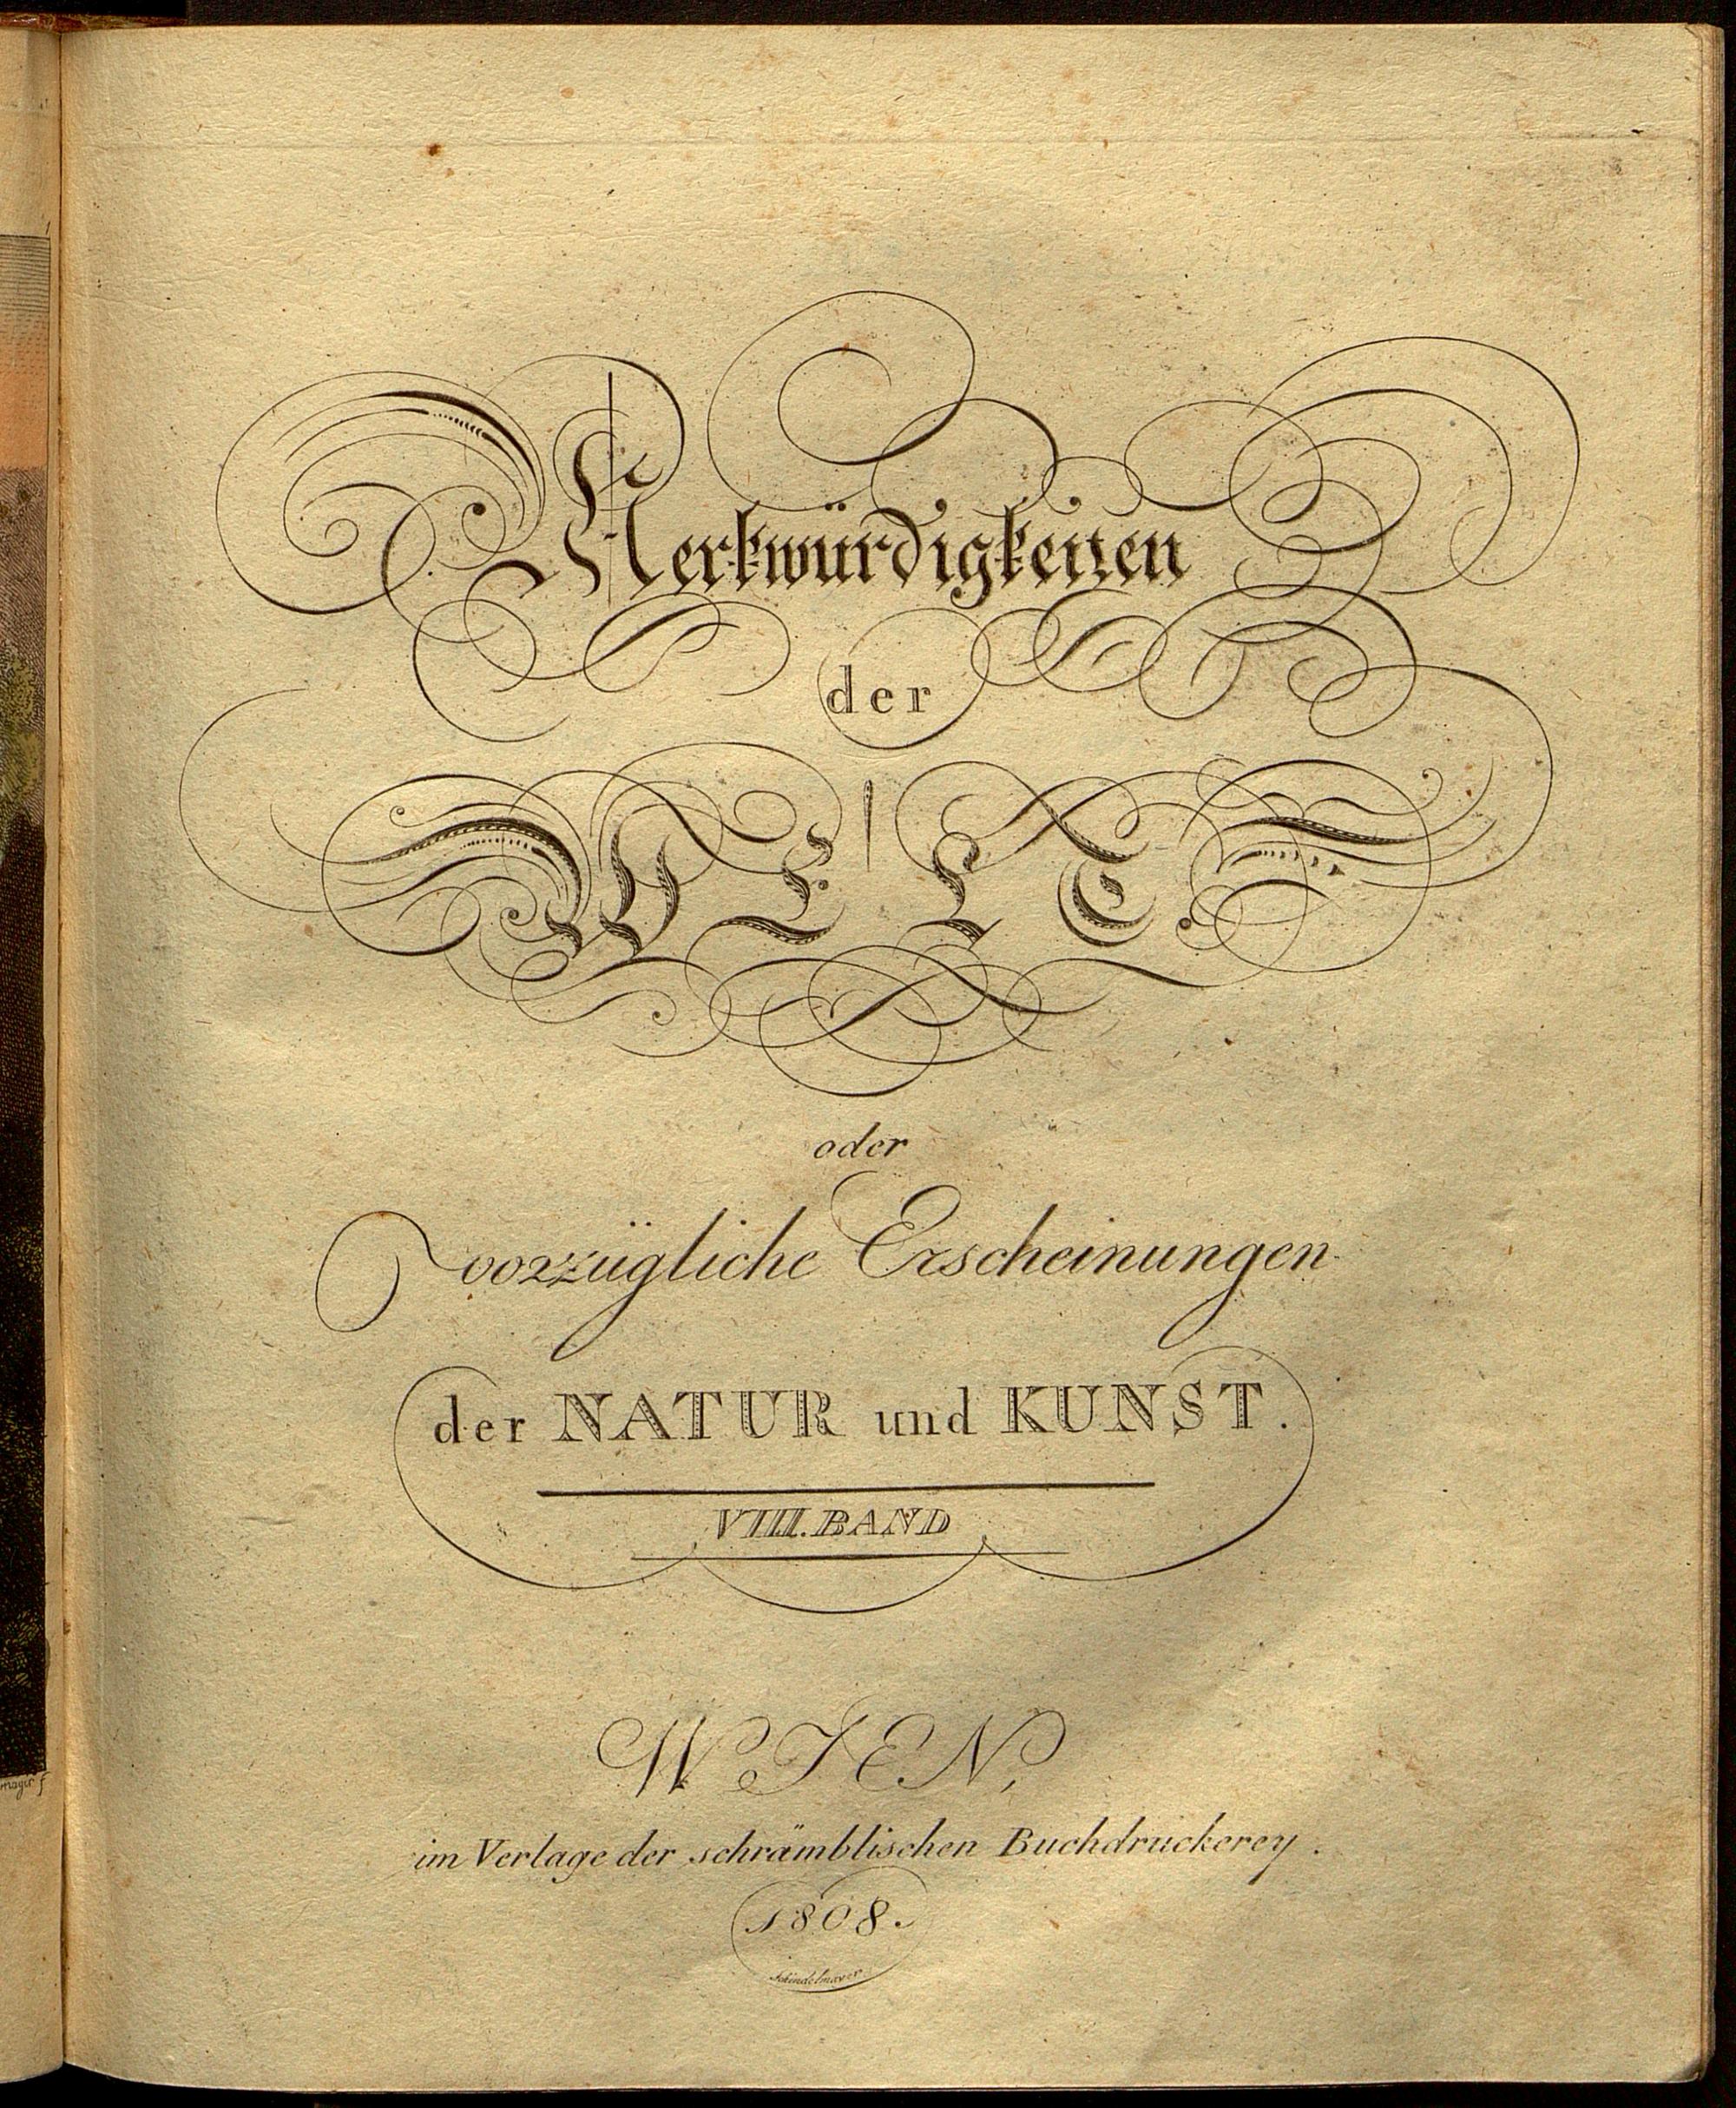 Merkwürdigkeiten
der
WELT
oder
vorzügliche Erscheinungen
der NATUR und KUNST.
VIII. BAND
WIEN,
im Verlage der schrämblischen Buchdruckerey.
1808.
Schindelmayer